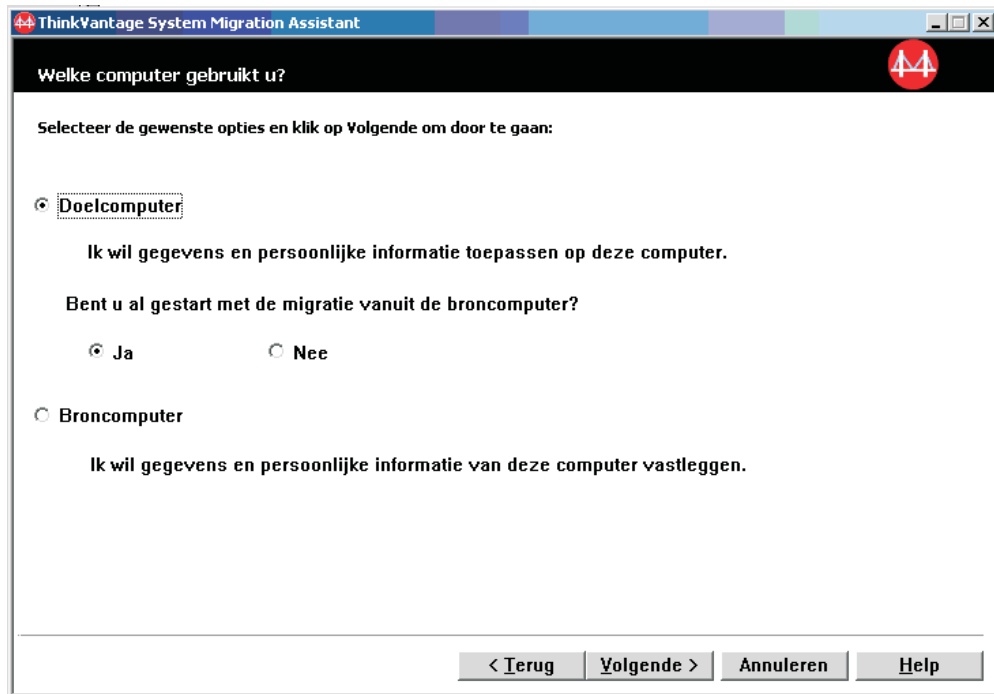 ThinkVantage System Migration Assistant
Welke computer gebruikt u?
Selecteer de gewenste opties en klik op Volgende om door te gaan:
Doelcomputer
Ik wil gegevens en persoonlijke informatie toepassen op deze computer.
Bent u al gestart met de migratie vanuit de broncomputer?
Ja Nee
Broncomputer
Ik wil gegevens en persoonlijke informatie van deze computer vastleggen.
< Terug Volgende > Annuleren Help